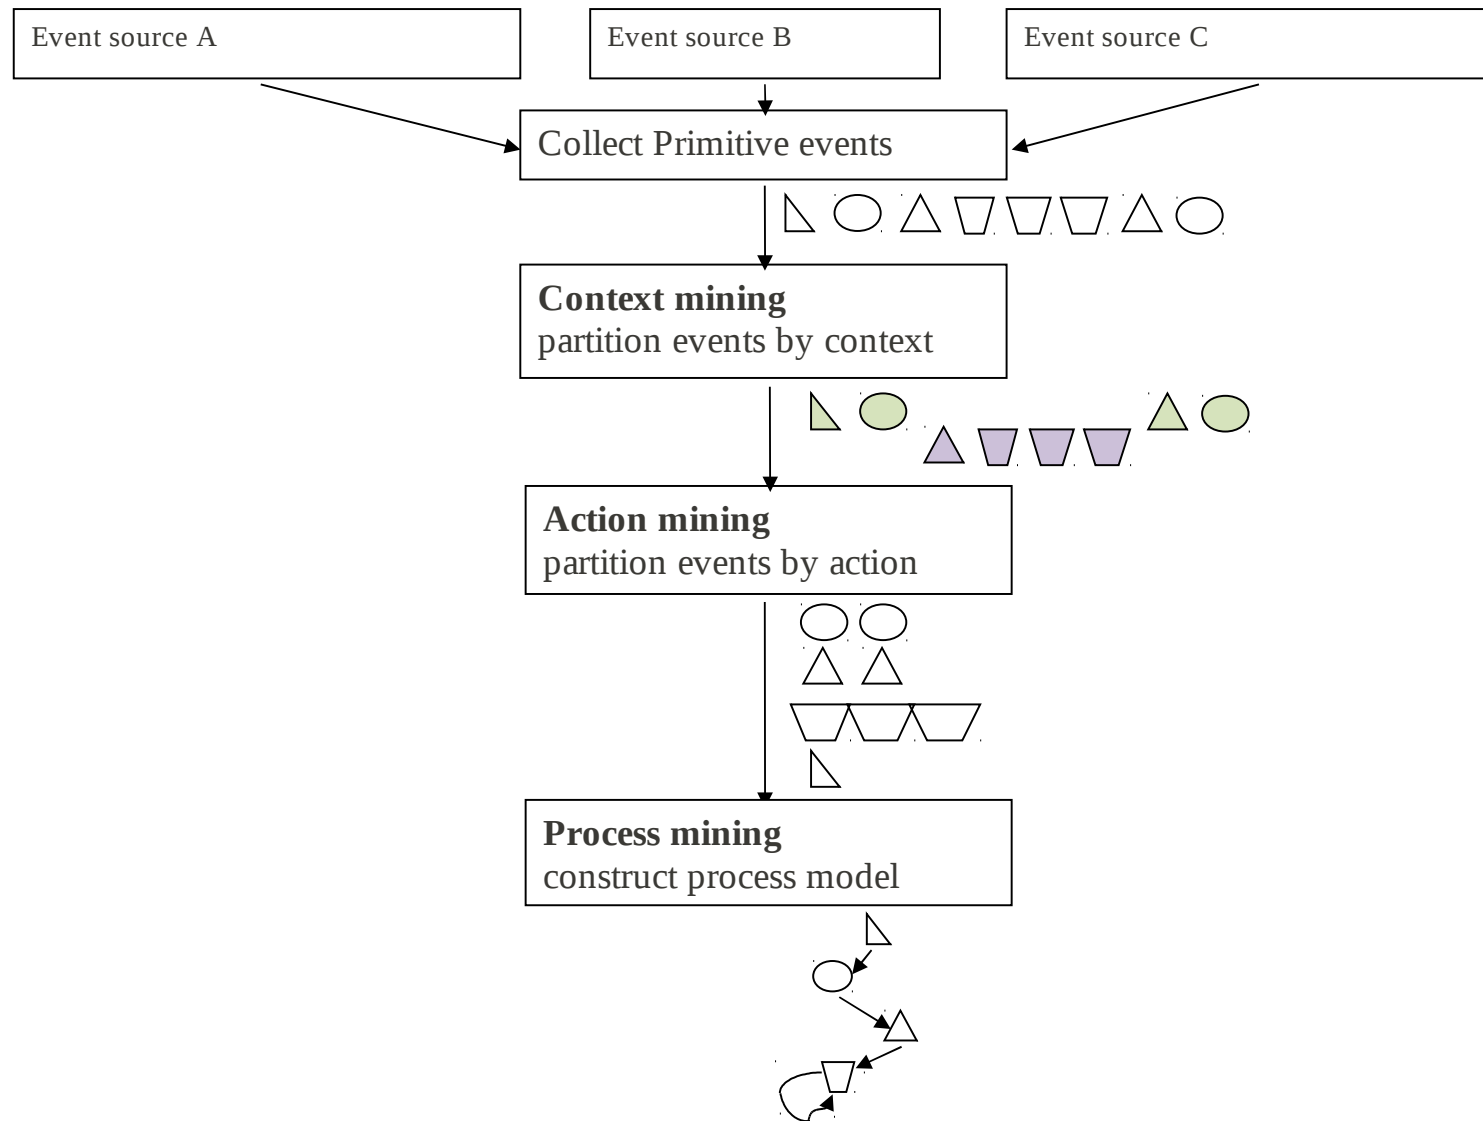 Event source A
Event source B
Event source C
Collect Primitive events
Context mining
partition events by context
Action mining
partition events by action
Process mining
construct process model